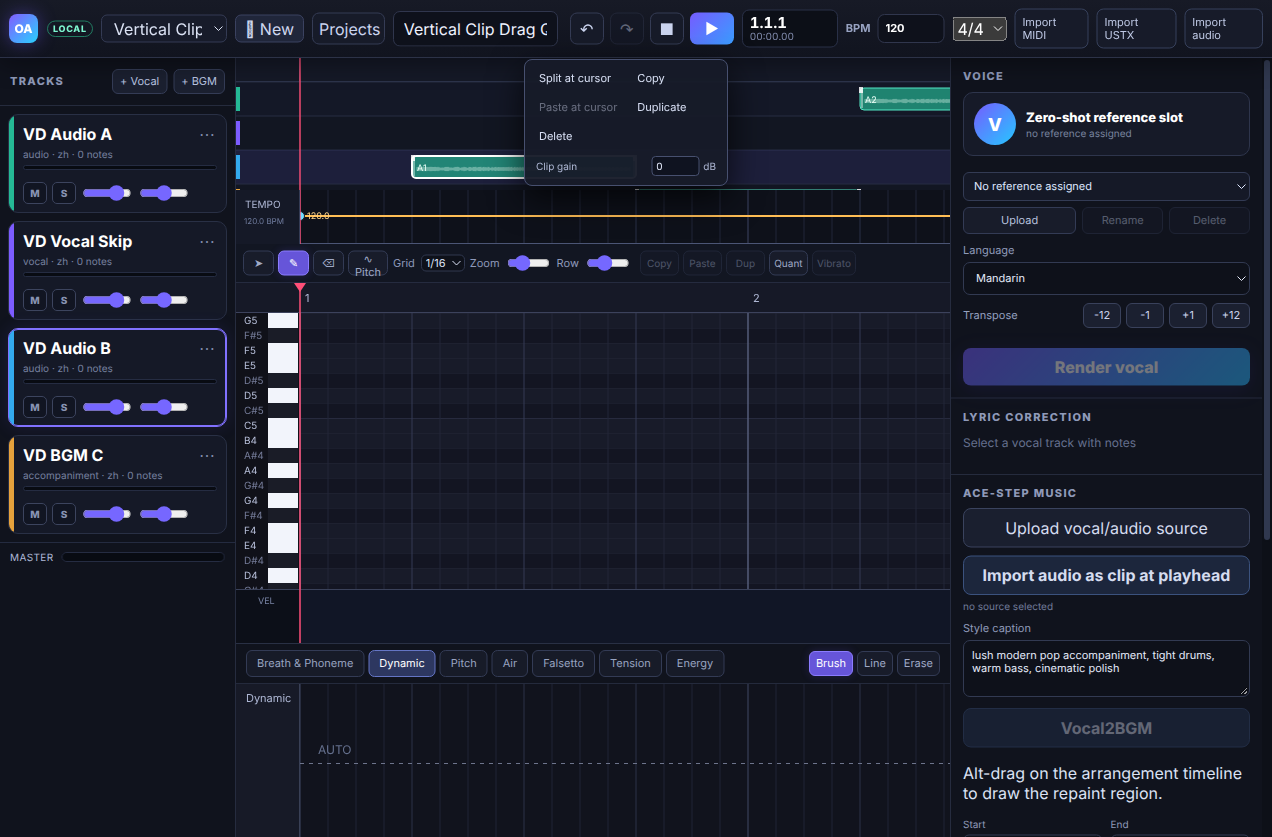 OA LOCAL Vertical Clip New Projects Vertical Clip Drag 1.1.1 00:00.00 BPM 120 4/4 Import MIDI Import USTX Import audio
TRACKS + Vocal + BGM
VD Audio A ...
audio · zh · 0 notes
M S
VD Vocal Skip ...
vocal · zh · 0 notes
M S
VD Audio B ...
audio · zh · 0 notes
M S
VD BGM C ...
accompaniment · zh · 0 notes
M S
MASTER
Split at cursor Copy
Paste at cursor Duplicate
Delete
Clip gain 0 dB
A2
A1
TEMPO
120.0 BPM
120.0
Pitch Grid 1/16 Zoom Row Copy Paste Dup Quant Vibrato
1 2
G5
F#5
F5
E5
D#5
D5
C#5
C5
B4
A#4
A4
G#4
G4
F#4
F4
E4
D#4
D4
VEL
Breath & Phoneme Dynamic Pitch Air Falsetto Tension Energy Brush Line Erase
Dynamic
AUTO
VOICE
V Zero-shot reference slot
no reference assigned
No reference assigned
Upload Rename Delete
Language
Mandarin
Transpose -12 -1 +1 +12
Render vocal
LYRIC CORRECTION
Select a vocal track with notes
ACE-STEP MUSIC
Upload vocal/audio source
Import audio as clip at playhead
no source selected
Style caption
lush modern pop accompaniment, tight drums,
warm bass, cinematic polish
Vocal2BGM
Alt-drag on the arrangement timeline
to draw the repaint region.
Start End